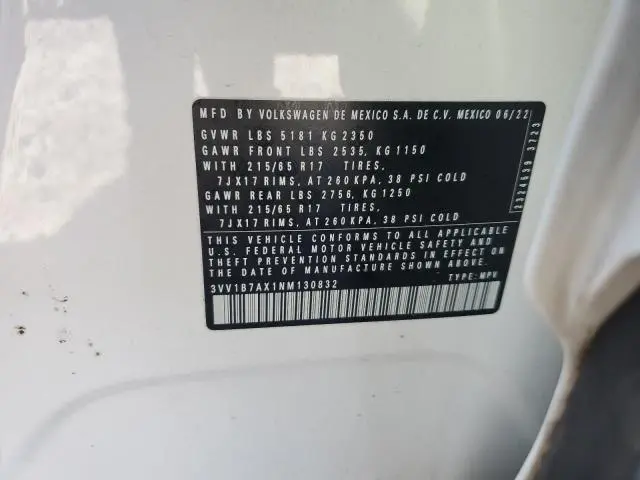 MFD BY VOLKSWAGEN DE MEXICO S.A. DE C.V. MEXICO 06/22
GVWR LBS 5181 KG 2350
GAWR FRONT LBS 2535, KG 1150
WITH 215/65 R17 TIRES,
7JX17 RIMS, AT 260 KPA, 38 PSI COLD
GAWR REAR LBS 2756, KG 1250
WITH 215/65 R17 TIRES,
7JX17 RIMS, AT 260 KPA, 38 PSI COLD
THIS VEHICLE CONFORMS TO ALL APPLICABLE
U.S. FEDERAL MOTOR VEHICLE SAFETY AND
THEFT PREVENTION STANDARDS IN EFFECT ON
THE DATE OF MANUFACTURE SHOWN ABOVE.
3VV1B7AX1NM130832 TYPE: MPV
2324639 3723